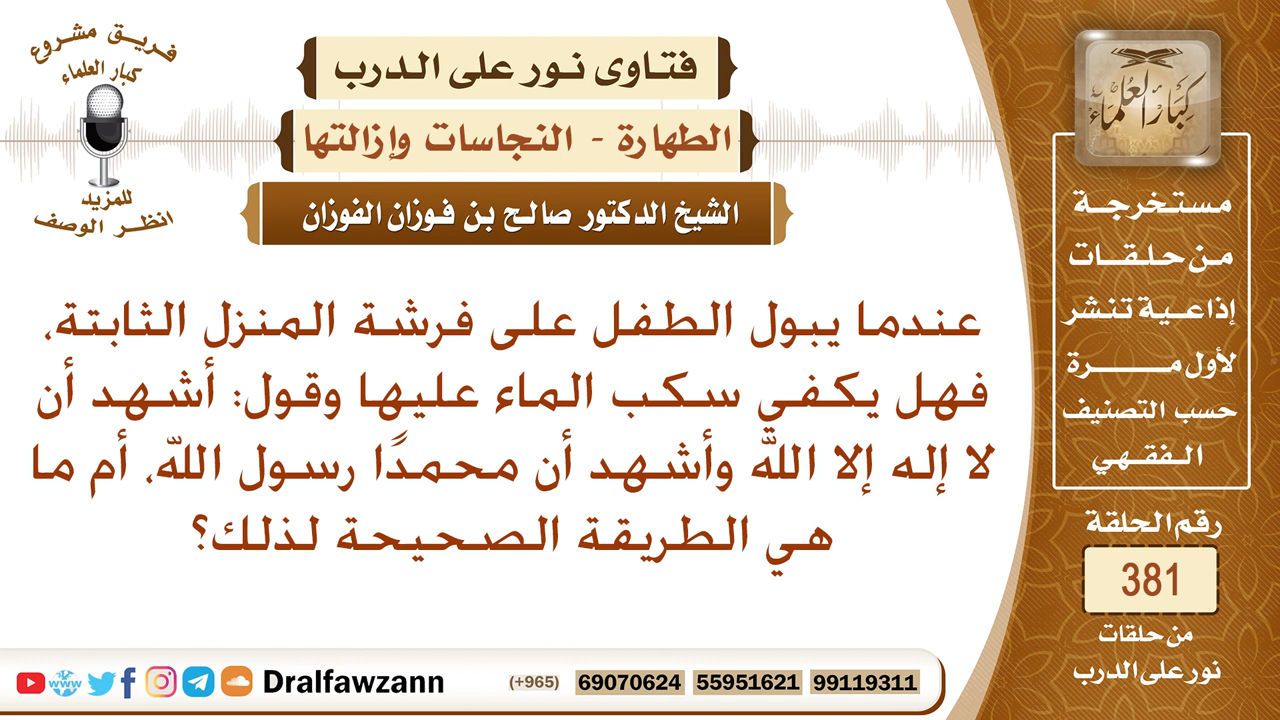 فريق مشروع
كبار العلماء
للمزيد
انظر الوصف
فتاوى نور على الدرب
الطهارة - النجاسات وإزالتها
الشيخ الدكتور صالح بن فوزان الفوزان
عندما يبول الطفل على فرشة المنزل الثابتة،
فهل يكفي سكب الماء عليها وقول: أشهد أن
لا إله إلا الله وأشهد أن محمدًا رسول الله، أم ما
هي الطريقة الصحيحة لذلك؟
كبار العلماء
مستخرجة
من حلقات
إذاعية تنشر
لأول مرة
حسب التصنيف
الفقهي
رقم الحلقة
381
من حلقات
نور على الدرب
www
Dralfawzann
(+965) 69070624 55951621 99119311